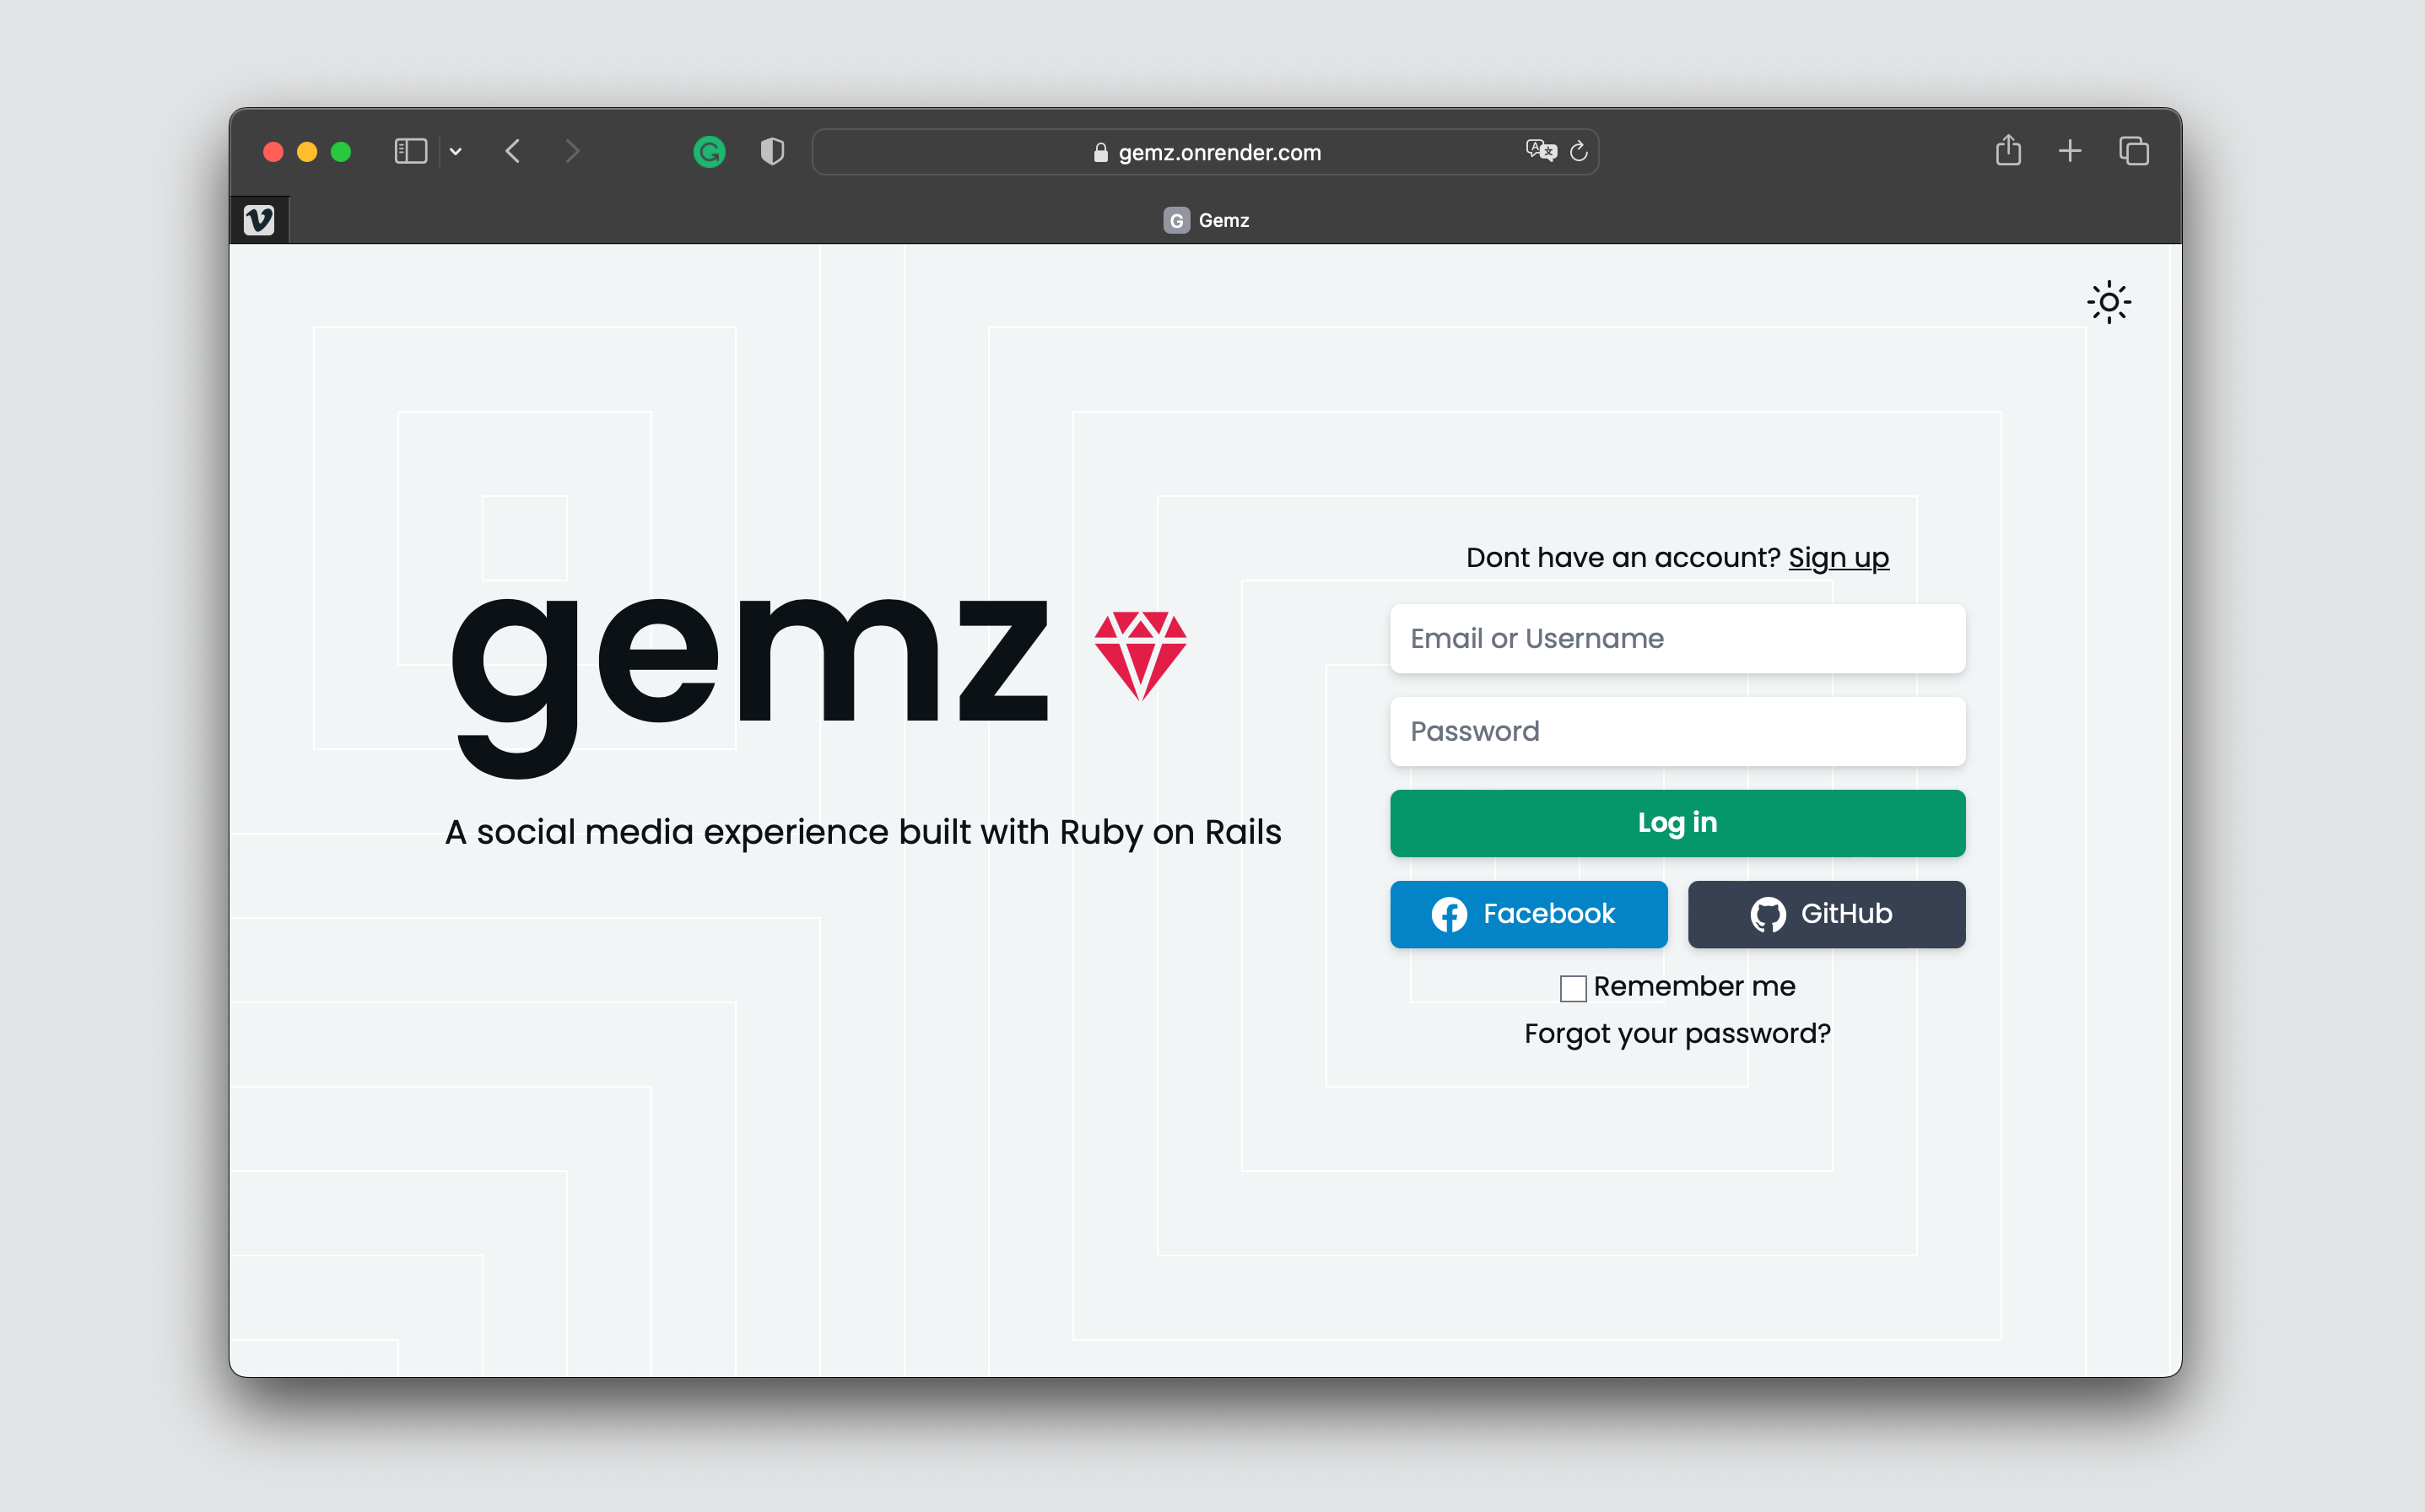 gemz.onrender.com
G Gemz
Dont have an account? Sign up
gemz
Email or Username
Password
A social media experience built with Ruby on Rails
Log in
Facebook GitHub
Remember me
Forgot your password?